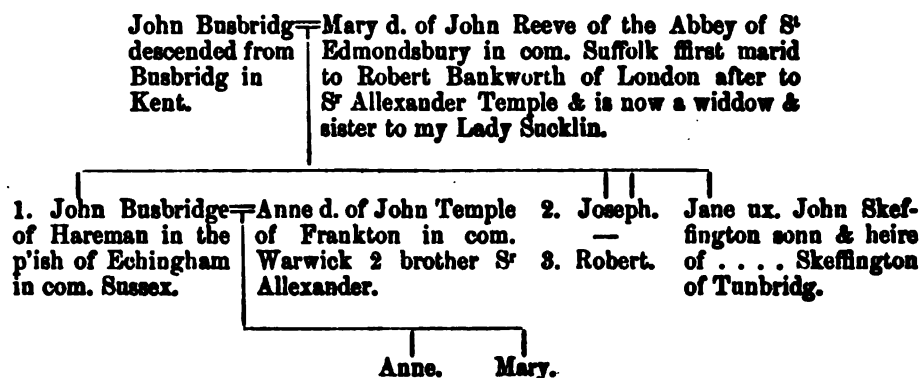 John Busbridg
descended from
Busbridg in
Kent.
Mary d. of John Reeve of the Abbey of Sᵗ
Edmondsbury in com. Suffolk ffirst marid
to Robert Bankworth of London after to
Sʳ Allexander Temple & is now a widdow &
sister to my Lady Sucklin.
1. John Busbridge
of Hareman in the
p'ish of Echingham
in com. Sussex.
Anne d. of John Temple
of Frankton in com.
Warwick 2 brother Sʳ
Allexander.
2. Joseph.
—
3. Robert.
Jane ux. John Skef-
fington sonn & heire
of . . . . Skeffington
of Tunbridg.
Anne.
Mary.